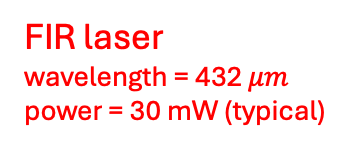 FIR laser
wavelength = 432 μm
power = 30 mW (typical)